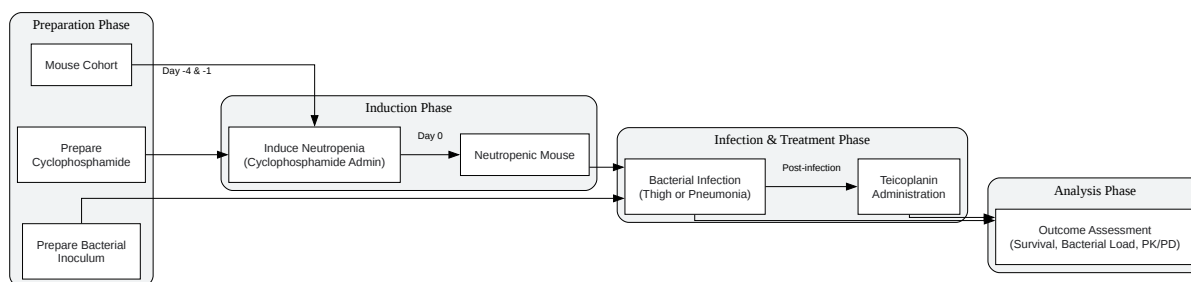 Preparation Phase
Mouse Cohort
Day -4 & -1
Prepare
Cyclophosphamide
Prepare Bacterial
Inoculum
Induction Phase
Induce Neutropenia
(Cyclophosphamide Admin)
Day 0
Neutropenic Mouse
Infection & Treatment Phase
Bacterial Infection
(Thigh or Pneumonia)
Post-infection
Teicoplanin
Administration
Analysis Phase
Outcome Assessment
(Survival, Bacterial Load, PK/PD)